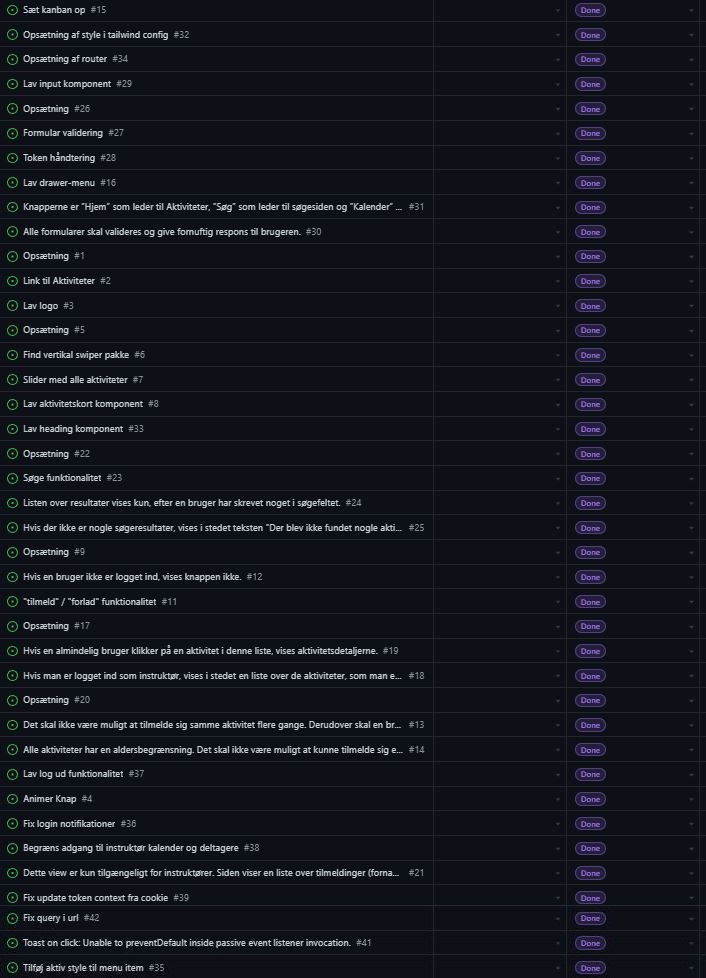 Sæt kanban op #15 Done
Opsætning af style i tailwind config #32 Done
Opsætning af router #34 Done
Lav input komponent #29 Done
Opsætning #26 Done
Formular validering #27 Done
Token håndtering #28 Done
Lav drawer-menu #16 Done
Knapperne er "Hjem" som leder til Aktiviteter, "Søg" som leder til søgesiden og "Kalender" ... #31 Done
Alle formularer skal valideres og give fornuftig respons til brugeren. #30 Done
Opsætning #1 Done
Link til Aktiviteter #2 Done
Lav logo #3 Done
Opsætning #5 Done
Find vertikal swiper pakke #6 Done
Slider med alle aktiviteter #7 Done
Lav aktivitetskort komponent #8 Done
Lav heading komponent #33 Done
Opsætning #22 Done
Søge funktionalitet #23 Done
Listen over resultater vises kun, efter en bruger har skrevet noget i søgefeltet. #24 Done
Hvis der ikke er nogle søgeresultater, vises i stedet teksten "Der blev ikke fundet nogle akti... #25 Done
Opsætning #9 Done
Hvis en bruger ikke er logget ind, vises knappen ikke. #12 Done
"tilmeld" / "forlad" funktionalitet #11 Done
Opsætning #17 Done
Hvis en almindelig bruger klikker på en aktivitet i denne liste, vises aktivitetsdetaljerne. #19 Done
Hvis man er logget ind som instruktør, vises i stedet en liste over de aktiviteter, som man e... #18 Done
Opsætning #20 Done
Det skal ikke være muligt at tilmelde sig samme aktivitet flere gange. Derudover skal en br... #13 Done
Alle aktiviteter har en aldersbegrænsning. Det skal ikke være muligt at kunne tilmelde sig e... #14 Done
Lav log ud funktionalitet #37 Done
Animer Knap #4 Done
Fix login notifikationer #36 Done
Begræns adgang til instruktør kalender og deltagere #38 Done
Dette view er kun tilgængeligt for instruktører. Siden viser en liste over tilmeldinger (forna... #21 Done
Fix update token context fra cookie #39 Done
Fix query i url #42 Done
Toast on click: Unable to preventDefault inside passive event listener invocation. #41 Done
Tilføj aktiv style til menu item #35 Done